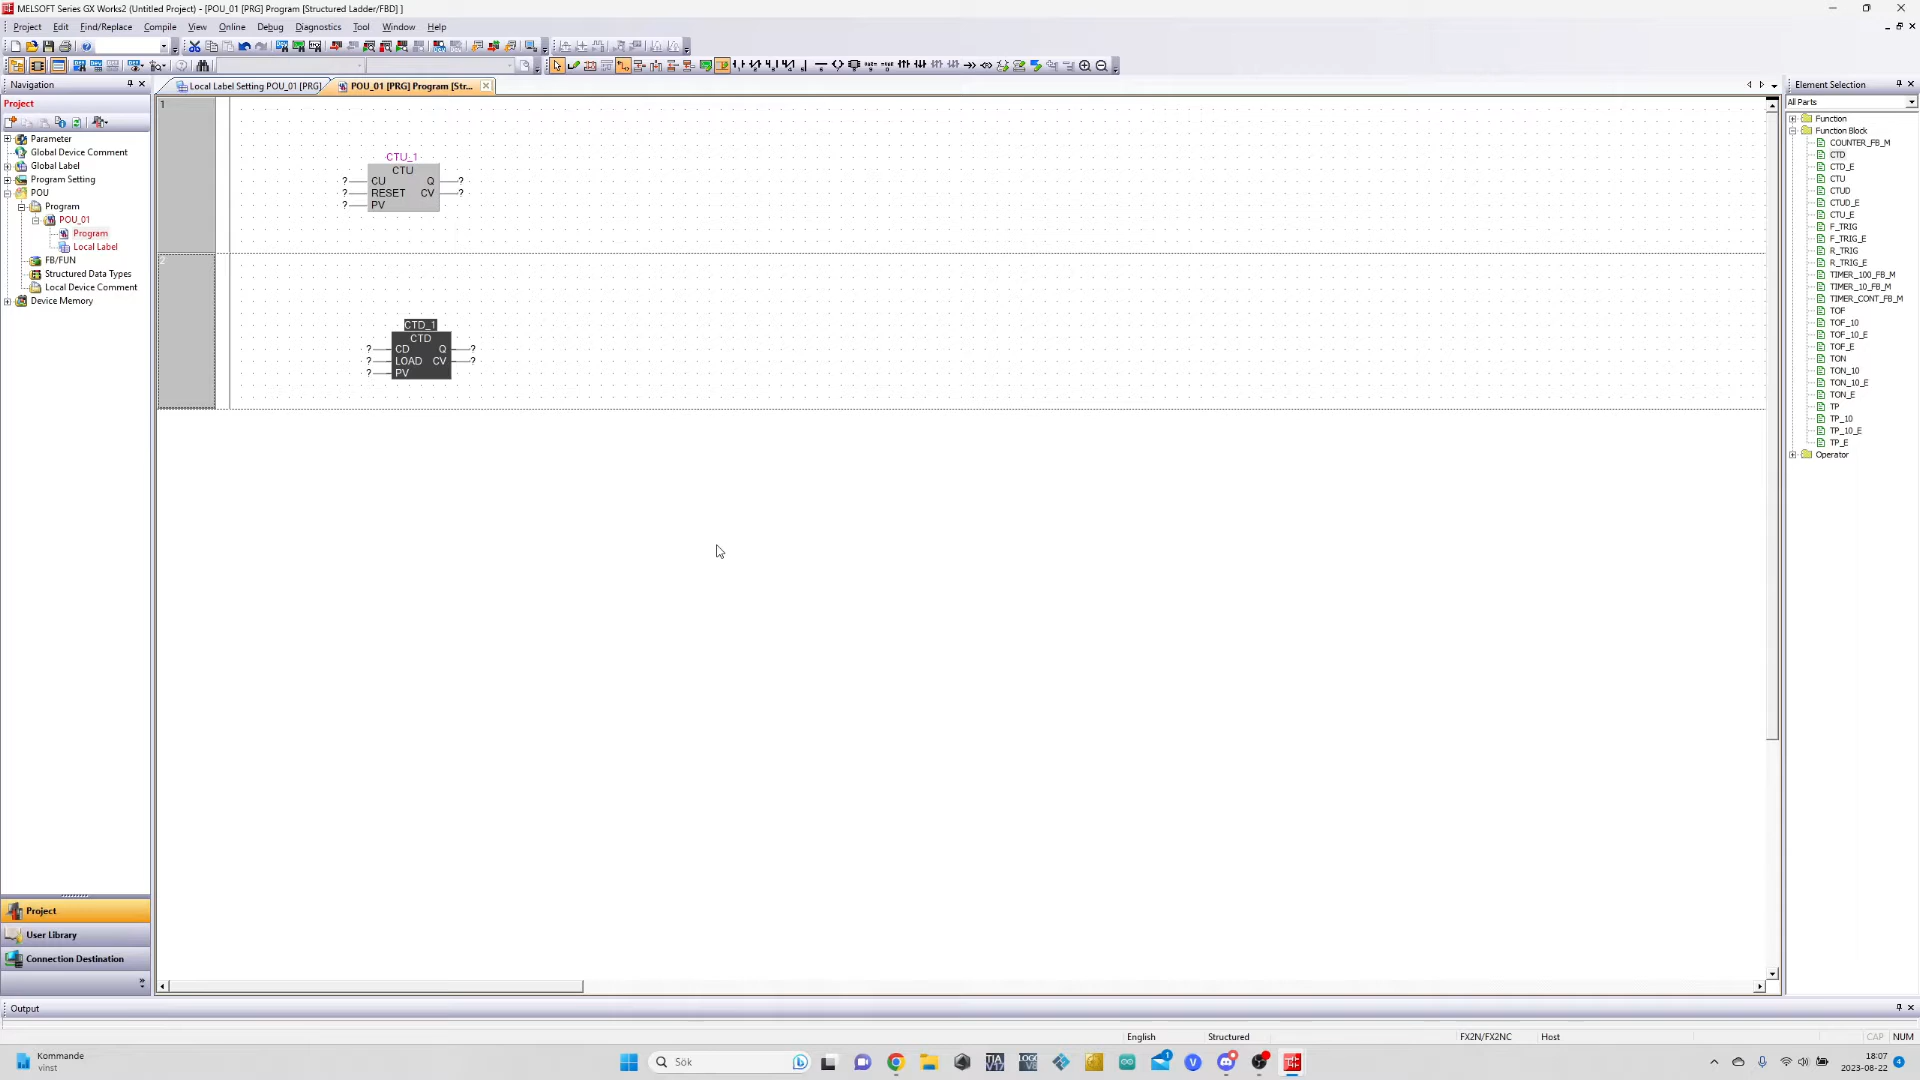 MELSOFT Series GX Works2 (Untitled Project) - [POU_01 [PRG] Program [Structured Ladder/FBD] ]
Project Edit Find/Replace Compile View Online Debug Diagnostics Tool Window Help
Navigation
Project
Parameter
Global Device Comment
Global Label
Program Setting
POU
Program
POU_01
Program
Local Label
FB/FUN
Structured Data Types
Local Device Comment
Device Memory
Project
User Library
Connection Destination
Local Label Setting POU_01 [PRG]
POU_01 [PRG] Program [Str...
1
CTU_1
CTU
? CU Q ?
? RESET CV ?
? PV
2
CTD_1
CTD
? CD Q ?
? LOAD CV ?
? PV
Element Selection
All Parts
Function
Function Block
COUNTER_FB_M
CTD
CTD_E
CTU
CTUD
CTUD_E
CTU_E
F_TRIG
F_TRIG_E
R_TRIG
R_TRIG_E
TIMER_100_FB_M
TIMER_10_FB_M
TIMER_CONT_FB_M
TOF
TOF_10
TOF_10_E
TOF_E
TON
TON_10
TON_10_E
TON_E
TP
TP_10
TP_10_E
TP_E
Operator
Output
English Structured FX2N/FX2NC Host CAP NUM
Kommande
vinst
Sök
18:07
2023-08-22